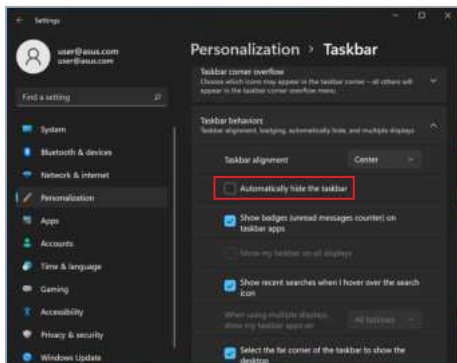 Settings
user@asus.com
user@asus.com
Find a setting
System
Bluetooth & devices
Network & internet
Personalization
Apps
Accounts
Time & language
Gaming
Accessibility
Privacy & security
Windows Update
Personalization > Taskbar
Taskbar corner overflow
Choose which icons may appear in the taskbar corner – all others will
appear in the taskbar corner overflow menu
Taskbar behaviors
Taskbar alignment, badging, automatically hide, and multiple displays
Taskbar alignment
Center
Automatically hide the taskbar
Show badges (unread messages counter) on
taskbar apps
Show my taskbar on all displays
Show recent searches when I hover over the search
icon
When using multiple displays,
show my taskbar apps on
All taskbars
Select the far corner of the taskbar to show the
desktop